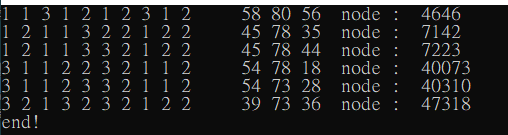 1 1 3 1 2 1 2 3 1 2 58 80 56 node : 4646
1 2 1 1 3 2 2 1 2 2 45 78 35 node : 7142
1 2 1 1 3 3 2 2 1 2 45 78 44 node : 7223
3 1 1 2 2 3 2 1 1 2 54 78 18 node : 40073
3 1 1 2 3 3 2 1 1 2 54 73 28 node : 40310
3 2 1 3 2 3 2 1 2 2 39 73 36 node : 47318
end!